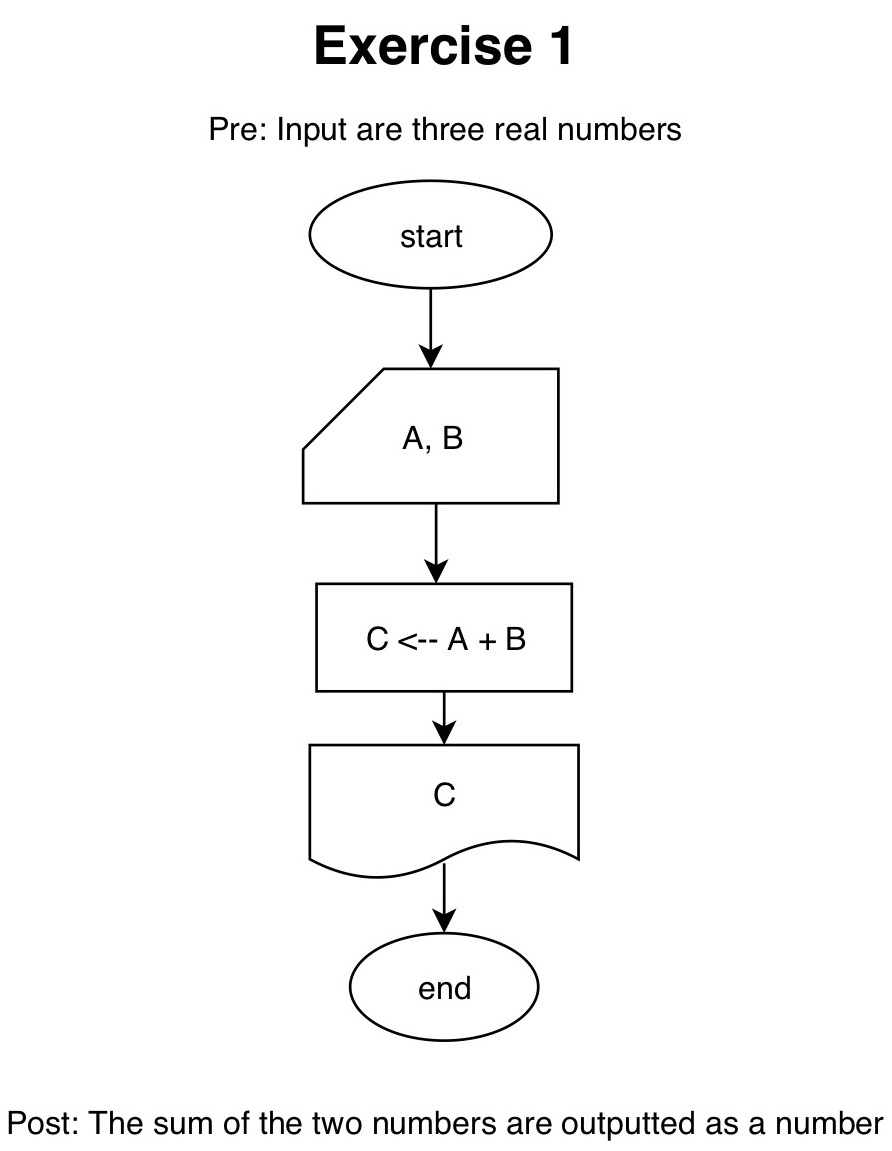 Exercise 1
Pre: Input are three real numbers
start
A, B
C <-- A + B
C
end
Post: The sum of the two numbers are outputted as a number